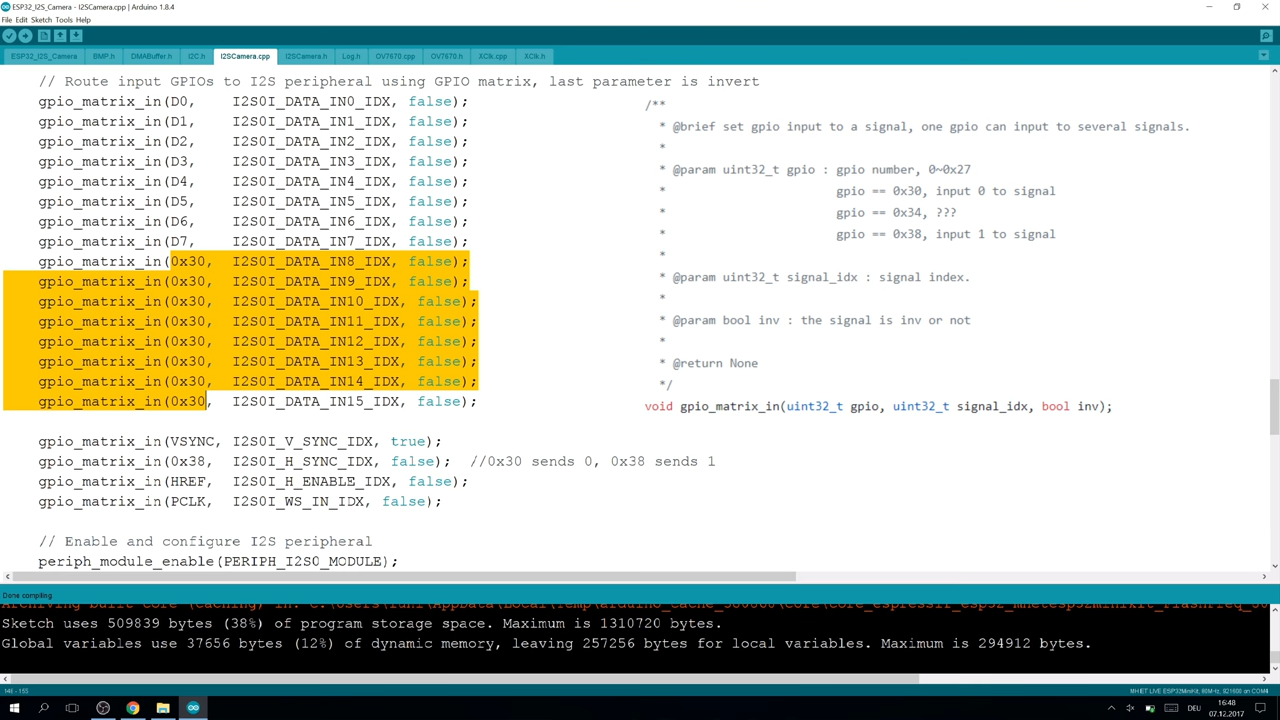 ESP32_I2S_Camera - I2SCamera.cpp | Arduino 1.8.4
File Edit Sketch Tools Help
ESP32_I2S_Camera BMP.h DMABuffer.h I2C.h I2SCamera.cpp I2SCamera.h Log.h OV7670.cpp OV7670.h XClk.cpp XClk.h
// Route input GPIOs to I2S peripheral using GPIO matrix, last parameter is invert
gpio_matrix_in(D0, I2S0I_DATA_IN0_IDX, false);
gpio_matrix_in(D1, I2S0I_DATA_IN1_IDX, false);
gpio_matrix_in(D2, I2S0I_DATA_IN2_IDX, false);
gpio_matrix_in(D3, I2S0I_DATA_IN3_IDX, false);
gpio_matrix_in(D4, I2S0I_DATA_IN4_IDX, false);
gpio_matrix_in(D5, I2S0I_DATA_IN5_IDX, false);
gpio_matrix_in(D6, I2S0I_DATA_IN6_IDX, false);
gpio_matrix_in(D7, I2S0I_DATA_IN7_IDX, false);
gpio_matrix_in(0x30, I2S0I_DATA_IN8_IDX, false);
gpio_matrix_in(0x30, I2S0I_DATA_IN9_IDX, false);
gpio_matrix_in(0x30, I2S0I_DATA_IN10_IDX, false);
gpio_matrix_in(0x30, I2S0I_DATA_IN11_IDX, false);
gpio_matrix_in(0x30, I2S0I_DATA_IN12_IDX, false);
gpio_matrix_in(0x30, I2S0I_DATA_IN13_IDX, false);
gpio_matrix_in(0x30, I2S0I_DATA_IN14_IDX, false);
gpio_matrix_in(0x30, I2S0I_DATA_IN15_IDX, false);
gpio_matrix_in(VSYNC, I2S0I_V_SYNC_IDX, true);
gpio_matrix_in(0x38, I2S0I_H_SYNC_IDX, false); //0x30 sends 0, 0x38 sends 1
gpio_matrix_in(HREF, I2S0I_H_ENABLE_IDX, false);
gpio_matrix_in(PCLK, I2S0I_WS_IN_IDX, false);
// Enable and configure I2S peripheral
periph_module_enable(PERIPH_I2S0_MODULE);
/**
* @brief set gpio input to a signal, one gpio can input to several signals.
*
* @param uint32_t gpio : gpio number, 0~0x27
* gpio == 0x30, input 0 to signal
* gpio == 0x34, ???
* gpio == 0x38, input 1 to signal
*
* @param uint32_t signal_idx : signal index.
*
* @param bool inv : the signal is inv or not
*
* @return None
*/
void gpio_matrix_in(uint32_t gpio, uint32_t signal_idx, bool inv);
Done compiling
Sketch uses 509839 bytes (38%) of program storage space. Maximum is 1310720 bytes.
Global variables use 37656 bytes (12%) of dynamic memory, leaving 257256 bytes for local variables. Maximum is 294912 bytes.
146 - 153
MH ET LIVE ESP32MiniKit, 80MHz, 921600 on COM4
DEU
16:48
07.12.2017